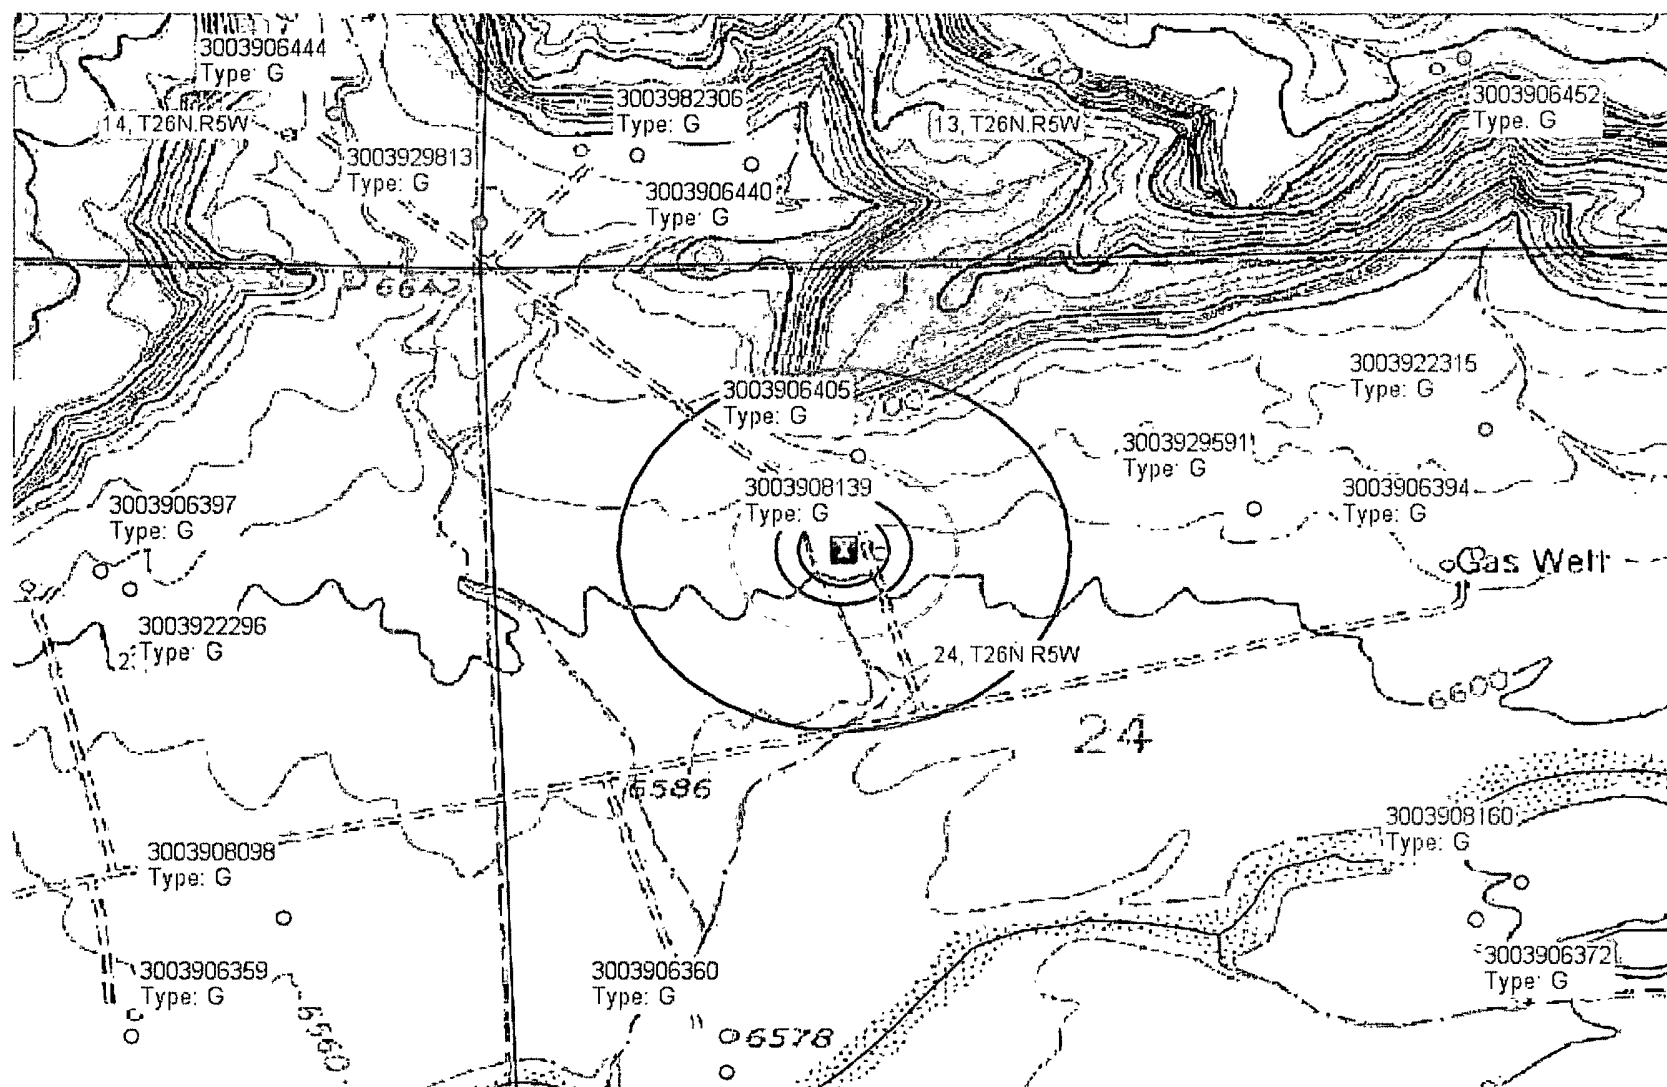 3003906444
Type: G
14, T26N.R5W
3003982306
Type: G
13, T26N.R5W
3003906452
Type: G
3003929813
Type: G
3003906440
Type: G
6647
3003906405
Type: G
3003922315
Type: G
3003929591
Type: G
3003906397
Type: G
3003908139
Type: G
3003906394
Type: G
Gas Well
3003922296
Type: G
24, T26N R5W
6600
24
6586
3003908160
Type: G
3003908098
Type: G
3003906359
Type: G
3003906360
Type: G
3003906372
Type: G
6560
6578